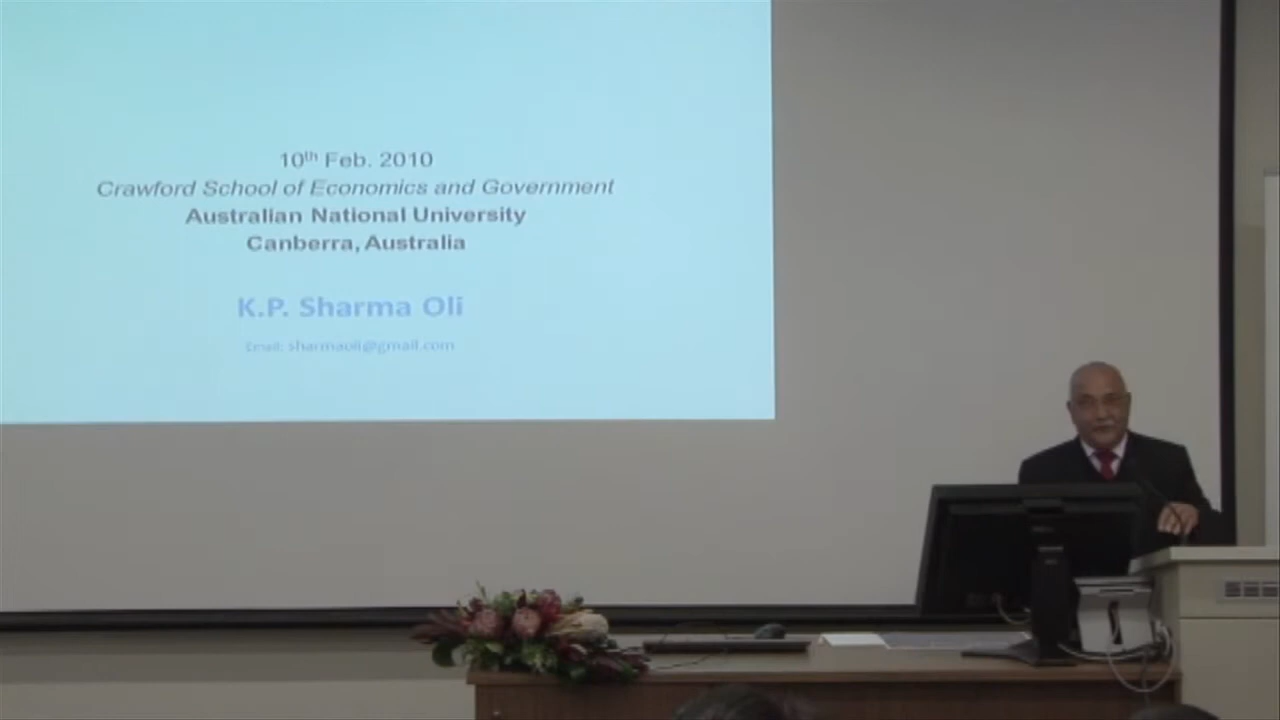 10th Feb. 2010
Crawford School of Economics and Government
Australian National University
Canberra, Australia
K.P. Sharma Oli
Email: sharmaoli@gmail.com